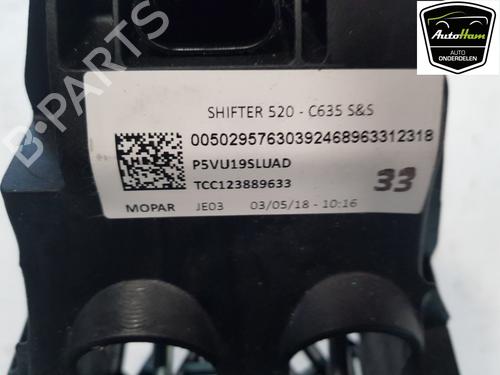 AutoHam
AUTO
ONDERDELEN
SHIFTER 520 - C635 S&S
00502957630392468963312318
P5VU19SLUAD
TCC123889633
33
MOPAR JE03 03/05/18 - 10:16
B-PARTS